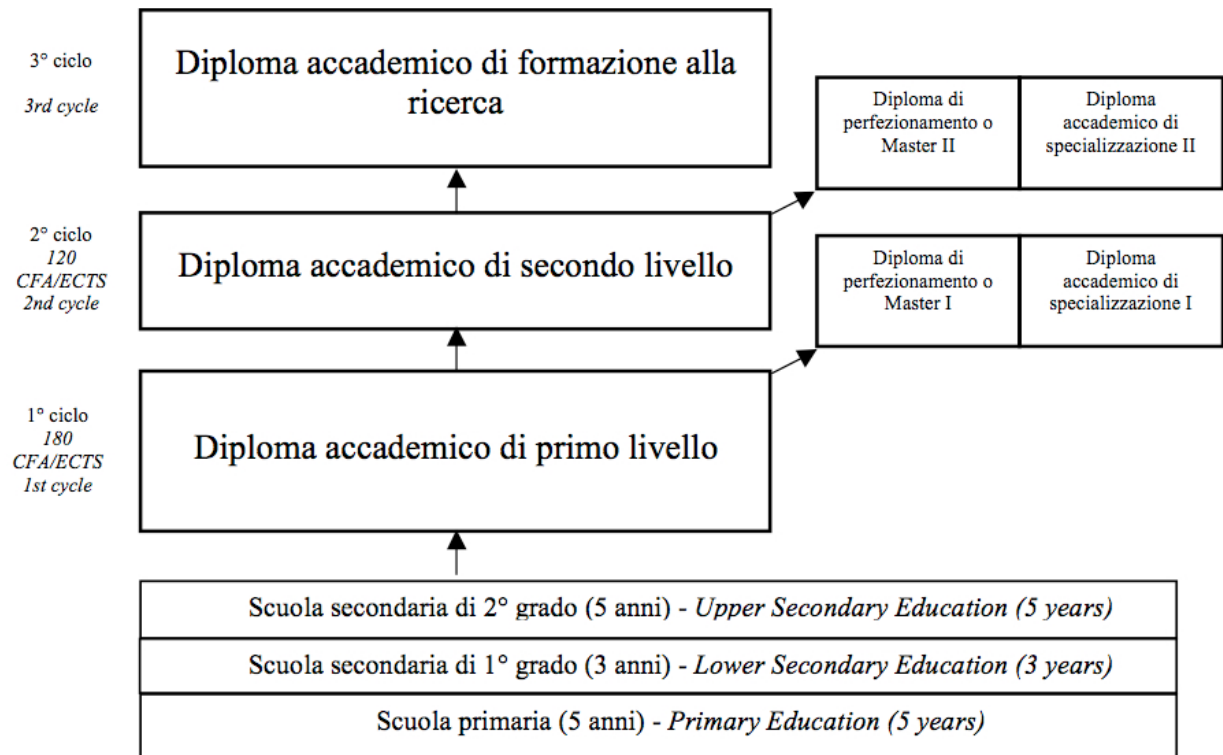 3° ciclo
3rd cycle
Diploma accademico di formazione alla
ricerca
Diploma di
perfezionamento o
Master II
Diploma
accademico di
specializzazione II
2° ciclo
120
CFA/ECTS
2nd cycle
Diploma accademico di secondo livello
Diploma di
perfezionamento o
Master I
Diploma
accademico di
specializzazione I
1° ciclo
180
CFA/ECTS
1st cycle
Diploma accademico di primo livello
Scuola secondaria di 2° grado (5 anni) - Upper Secondary Education (5 years)
Scuola secondaria di 1° grado (3 anni) - Lower Secondary Education (3 years)
Scuola primaria (5 anni) - Primary Education (5 years)